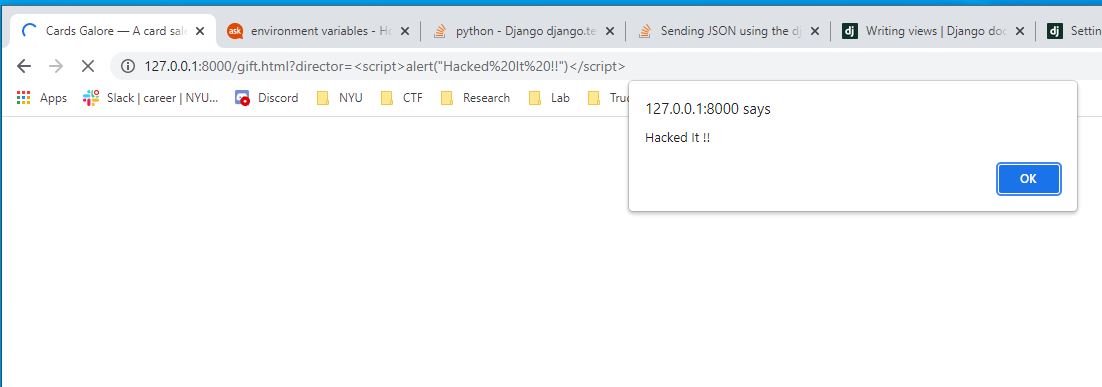 Cards Galore — A card sal
ask environment variables - Ho
python - Django django.te
Sending JSON using the dj
dj Writing views | Django doc
dj Settin
127.0.0.1:8000/gift.html?director=<script>alert("Hacked%20It%20!!")</script>
Apps Slack | career | NYU... Discord NYU CTF Research Lab Truc
127.0.0.1:8000 says
Hacked It !!
OK